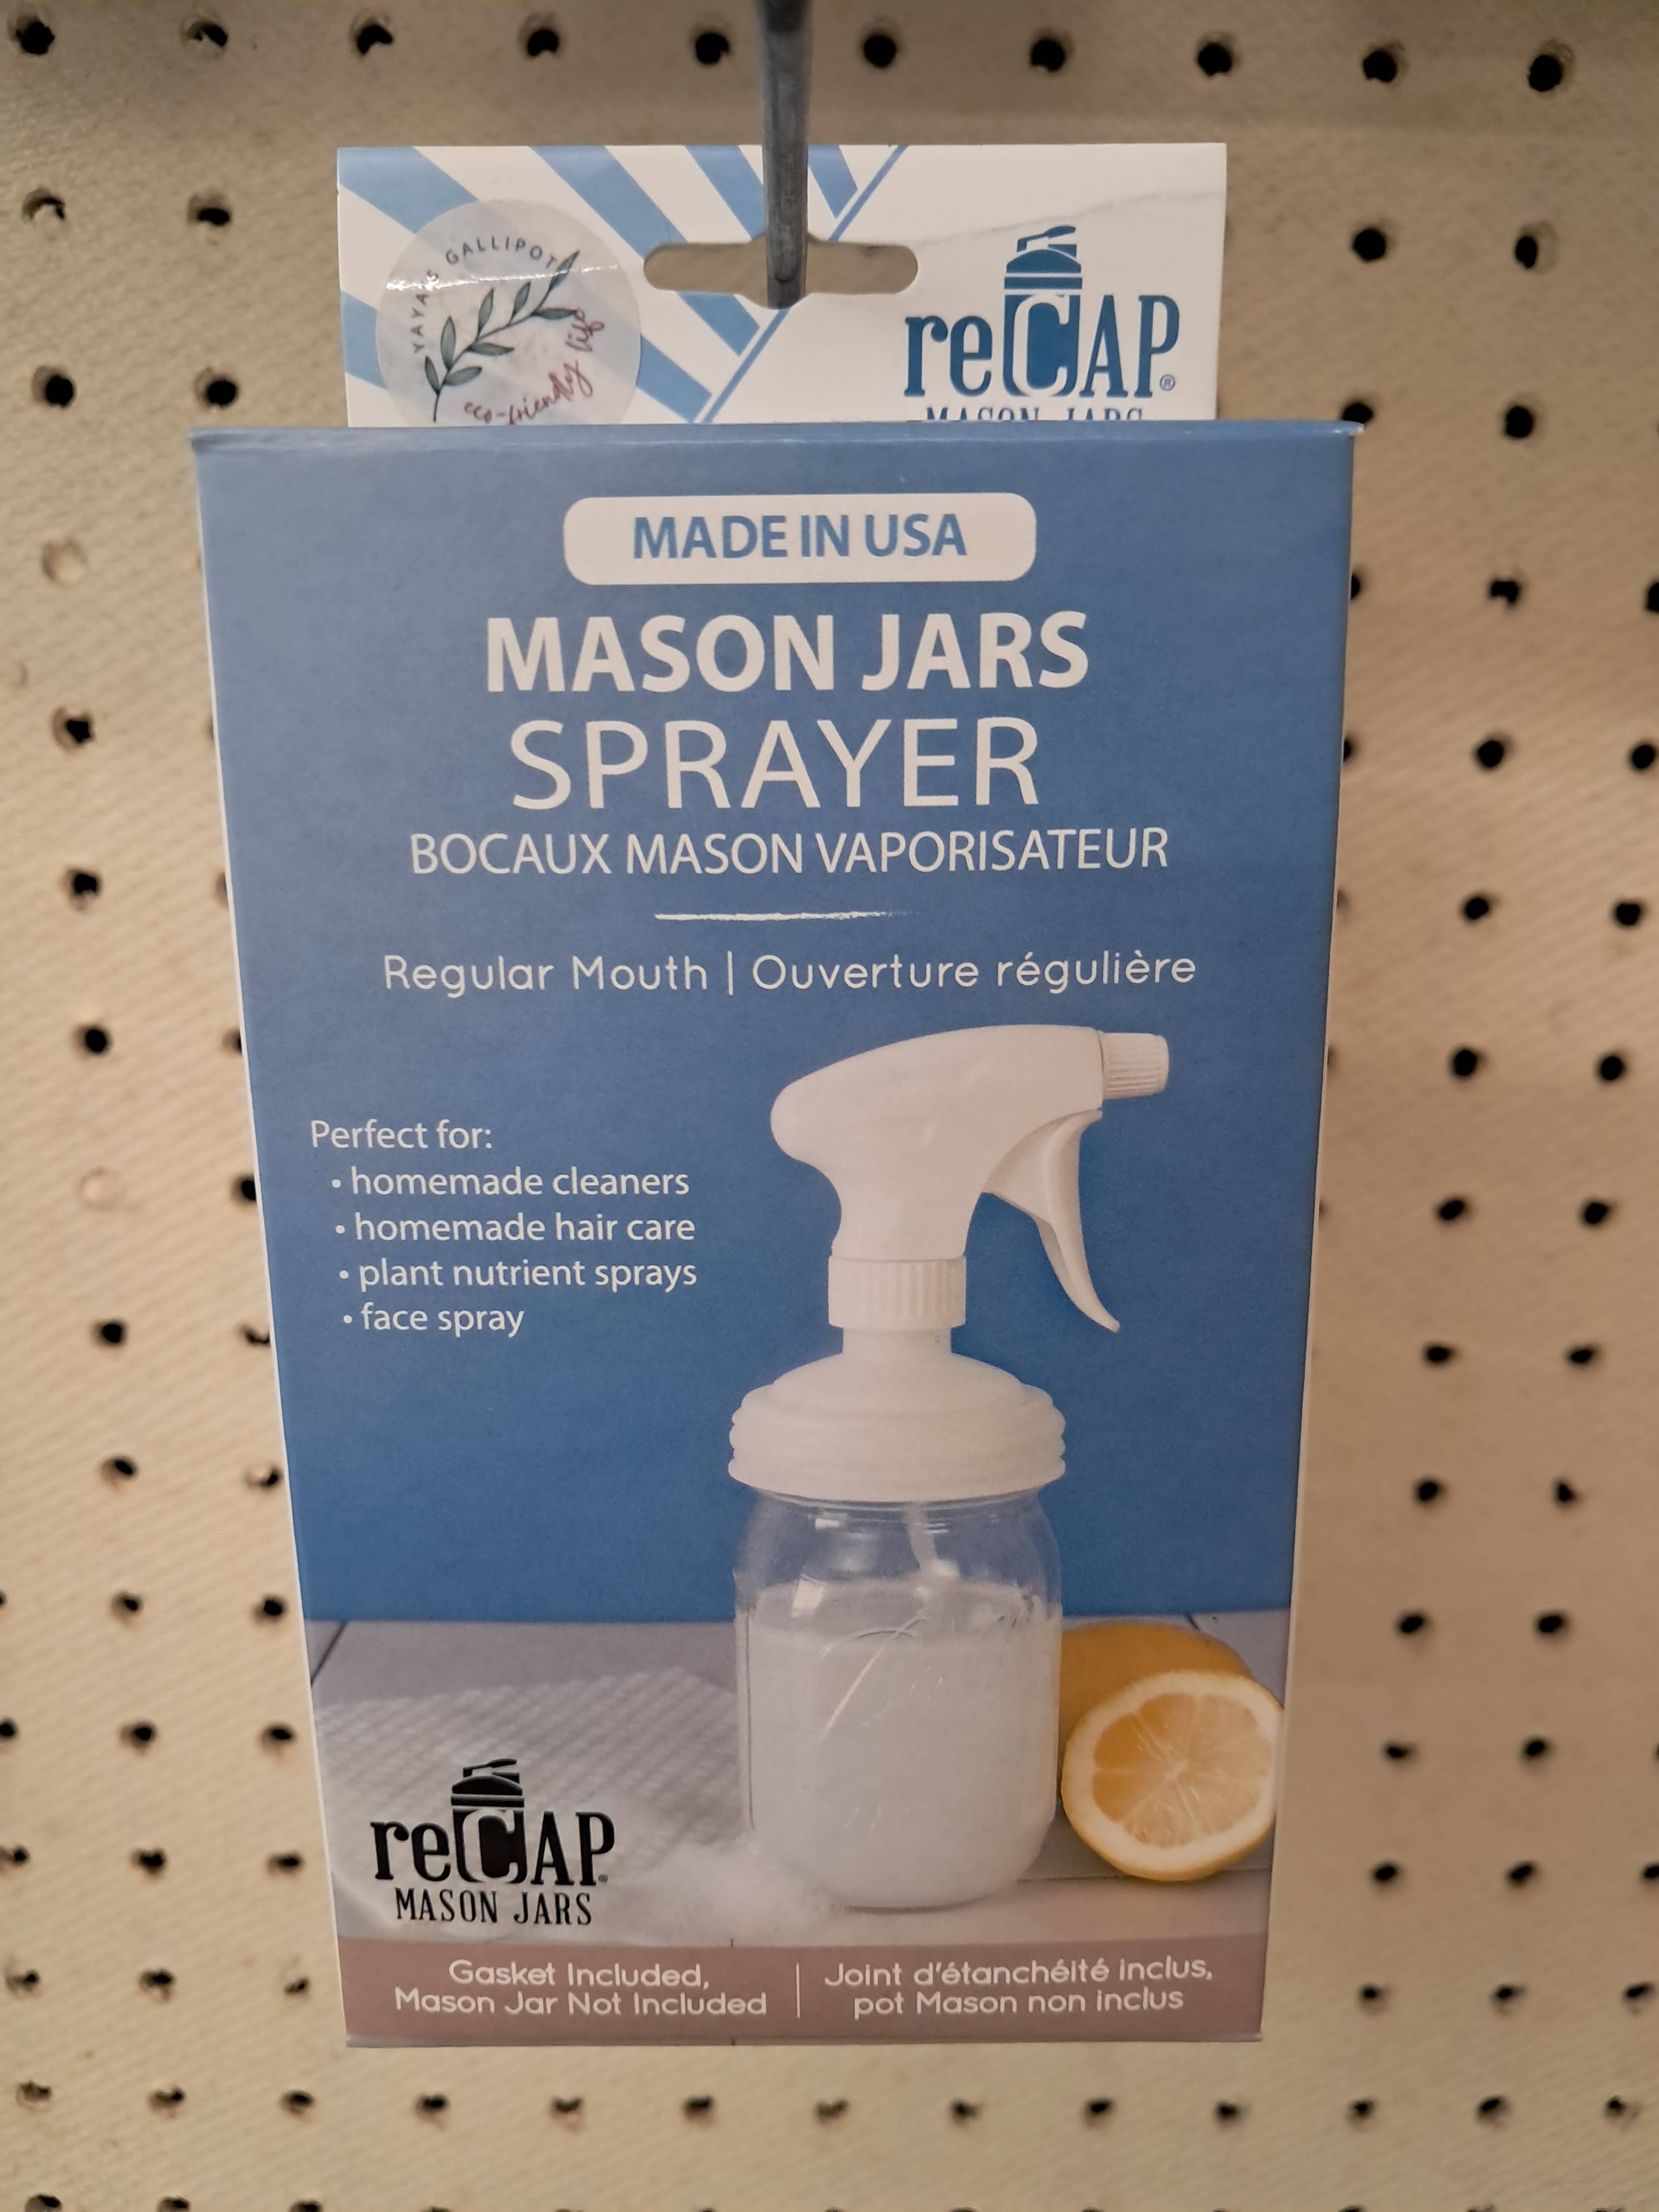 YAYA'S GALLIPOT
eco-friendly life
reCAP®
MASON JARS
MADE IN USA
MASON JARS
SPRAYER
BOCAUX MASON VAPORISATEUR
Regular Mouth | Ouverture régulière
Perfect for:
• homemade cleaners
• homemade hair care
• plant nutrient sprays
• face spray
reCAP®
MASON JARS
Gasket Included,
Mason Jar Not Included
Joint d'étanchéité inclus,
pot Mason non inclus